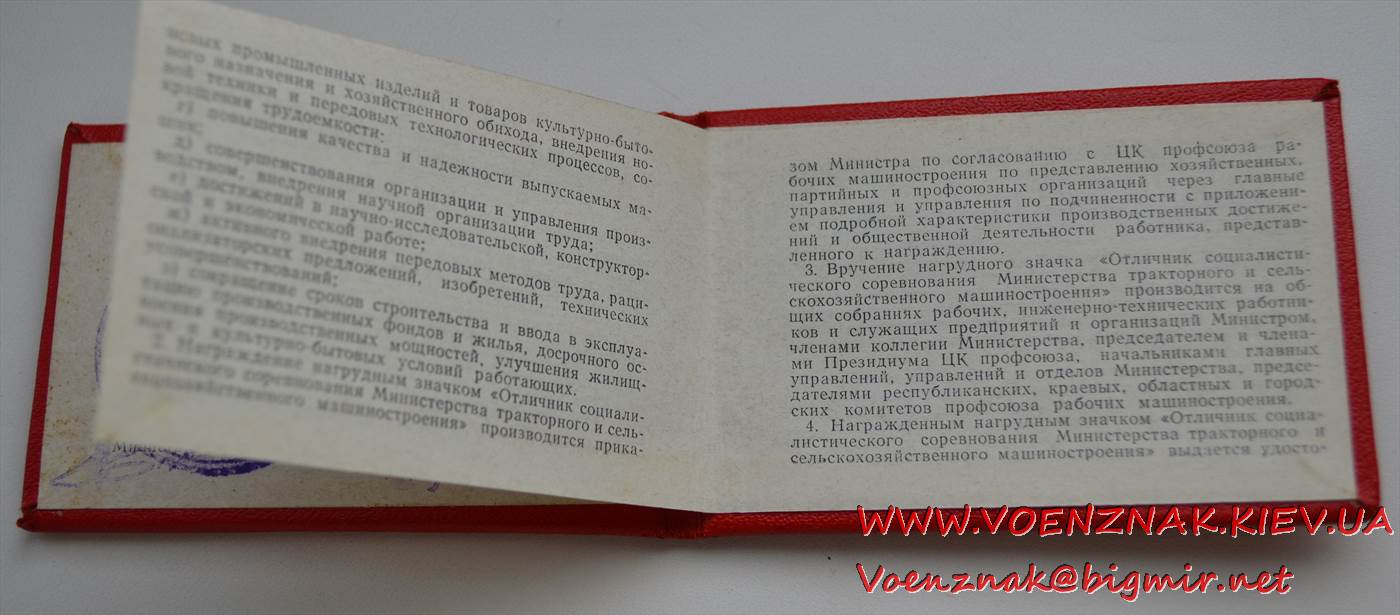 новых промышленных изделий и товаров культурно-быто-
вого назначения и хозяйственного обихода, внедрения но-
вой техники и передовых технологических процессов, со-
кращения трудоемкости;
г) повышения качества и надежности выпускаемых ма-
шин;
д) совершенствования организации и управления произ-
водством, внедрения научной организации труда;
е) достижений в научно-исследовательской, конструктор-
ской и экономической работе;
ж) активного внедрения передовых методов труда, раци-
онализаторских предложений, изобретений, технических
усовершенствований;
з) сокращение сроков строительства и ввода в эксплуа-
тацию производственных фондов и жилья, досрочного ос-
воения производственных мощностей, улучшения жилищ-
ных и культурно-бытовых условий работающих.
2. Награждение нагрудным значком «Отличник социали-
стического соревнования Министерства тракторного и сель-
скохозяйственного машиностроения» производится прика-
зом Министра по согласованию с ЦК профсоюза ра-
бочих машиностроения по представлению хозяйственных,
партийных и профсоюзных организаций через главные
управления и управления по подчиненности с приложени-
ем подробной характеристики производственных достиже-
ний и общественной деятельности работника, представ-
ленного к награждению.
3. Вручение нагрудного значка «Отличник социалисти-
ческого соревнования Министерства тракторного и сель-
скохозяйственного машиностроения» производится на об-
щих собраниях рабочих, инженерно-технических работни-
ков и служащих предприятий и организаций Министром,
членами коллегии Министерства, председателем и члена-
ми Президиума ЦК профсоюза, начальниками главных
управлений, управлений и отделов Министерства, предсе-
дателями республиканских, краевых, областных и город-
ских комитетов профсоюза рабочих машиностроения.
4. Награжденным нагрудным значком «Отличник социа-
листического соревнования Министерства тракторного и
сельскохозяйственного машиностроения» выдается удосто-
WWW.VOENZNAK.KIEV.UA
Voenznak@bigmir.net